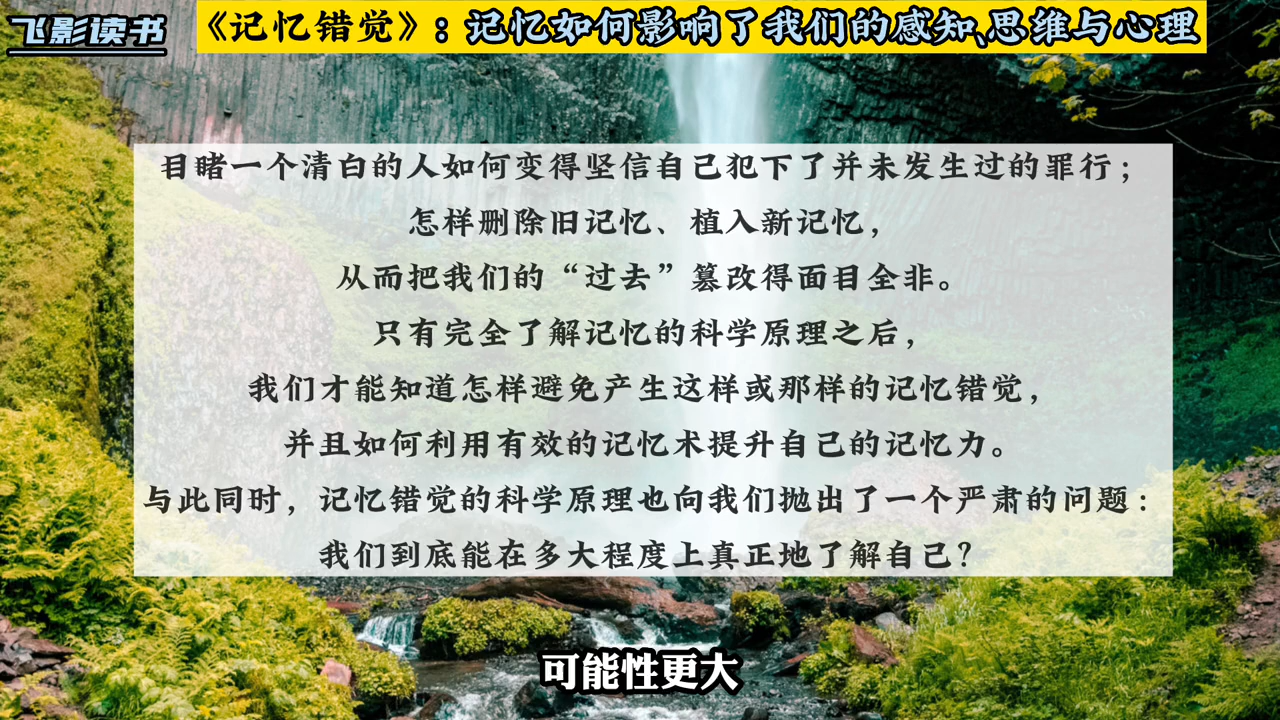 飞影读书
《记忆错觉》：记忆如何影响了我们的感知、思维与心理
目睹一个清白的人如何变得坚信自己犯下了并未发生过的罪行；
怎样删除旧记忆、植入新记忆，
从而把我们的“过去”篡改得面目全非。
只有完全了解记忆的科学原理之后，
我们才能知道怎样避免产生这样或那样的记忆错觉，
并且如何利用有效的记忆术提升自己的记忆力。
与此同时，记忆错觉的科学原理也向我们抛出了一个严肃的问题：
我们到底能在多大程度上真正地了解自己？
可能性更大